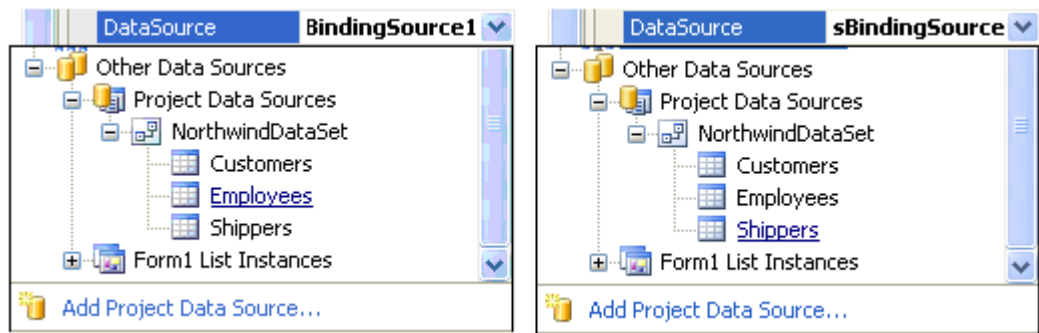 DataSource BindingSource1
Other Data Sources
Project Data Sources
NorthwindDataSet
Customers
Employees
Shippers
Form1 List Instances
Add Project Data Source...
DataSource sBindingSource
Other Data Sources
Project Data Sources
NorthwindDataSet
Customers
Employees
Shippers
Form1 List Instances
Add Project Data Source...